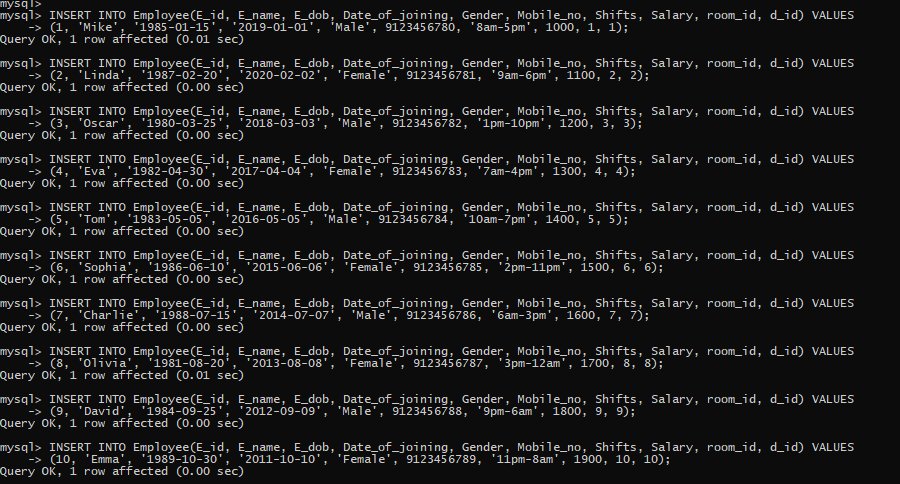 mysql>
mysql> INSERT INTO Employee(E_id, E_name, E_dob, Date_of_joining, Gender, Mobile_no, Shifts, Salary, room_id, d_id) VALUES
    -> (1, 'Mike', '1985-01-15', '2019-01-01', 'Male', 9123456780, '8am-5pm', 1000, 1, 1);
Query OK, 1 row affected (0.01 sec)
mysql> INSERT INTO Employee(E_id, E_name, E_dob, Date_of_joining, Gender, Mobile_no, Shifts, Salary, room_id, d_id) VALUES
    -> (2, 'Linda', '1987-02-20', '2020-02-02', 'Female', 9123456781, '9am-6pm', 1100, 2, 2);
Query OK, 1 row affected (0.00 sec)
mysql> INSERT INTO Employee(E_id, E_name, E_dob, Date_of_joining, Gender, Mobile_no, Shifts, Salary, room_id, d_id) VALUES
    -> (3, 'Oscar', '1980-03-25', '2018-03-03', 'Male', 9123456782, '1pm-10pm', 1200, 3, 3);
Query OK, 1 row affected (0.00 sec)
mysql> INSERT INTO Employee(E_id, E_name, E_dob, Date_of_joining, Gender, Mobile_no, Shifts, Salary, room_id, d_id) VALUES
    -> (4, 'Eva', '1982-04-30', '2017-04-04', 'Female', 9123456783, '7am-4pm', 1300, 4, 4);
Query OK, 1 row affected (0.00 sec)
mysql> INSERT INTO Employee(E_id, E_name, E_dob, Date_of_joining, Gender, Mobile_no, Shifts, Salary, room_id, d_id) VALUES
    -> (5, 'Tom', '1983-05-05', '2016-05-05', 'Male', 9123456784, '10am-7pm', 1400, 5, 5);
Query OK, 1 row affected (0.00 sec)
mysql> INSERT INTO Employee(E_id, E_name, E_dob, Date_of_joining, Gender, Mobile_no, Shifts, Salary, room_id, d_id) VALUES
    -> (6, 'Sophia', '1986-06-10', '2015-06-06', 'Female', 9123456785, '2pm-11pm', 1500, 6, 6);
Query OK, 1 row affected (0.00 sec)
mysql> INSERT INTO Employee(E_id, E_name, E_dob, Date_of_joining, Gender, Mobile_no, Shifts, Salary, room_id, d_id) VALUES
    -> (7, 'Charlie', '1988-07-15', '2014-07-07', 'Male', 9123456786, '6am-3pm', 1600, 7, 7);
Query OK, 1 row affected (0.00 sec)
mysql> INSERT INTO Employee(E_id, E_name, E_dob, Date_of_joining, Gender, Mobile_no, Shifts, Salary, room_id, d_id) VALUES
    -> (8, 'Olivia', '1981-08-20', '2013-08-08', 'Female', 9123456787, '3pm-12am', 1700, 8, 8);
Query OK, 1 row affected (0.01 sec)
mysql> INSERT INTO Employee(E_id, E_name, E_dob, Date_of_joining, Gender, Mobile_no, Shifts, Salary, room_id, d_id) VALUES
    -> (9, 'David', '1984-09-25', '2012-09-09', 'Male', 9123456788, '9pm-6am', 1800, 9, 9);
Query OK, 1 row affected (0.00 sec)
mysql> INSERT INTO Employee(E_id, E_name, E_dob, Date_of_joining, Gender, Mobile_no, Shifts, Salary, room_id, d_id) VALUES
    -> (10, 'Emma', '1989-10-30', '2011-10-10', 'Female', 9123456789, '11pm-8am', 1900, 10, 10);
Query OK, 1 row affected (0.00 sec)